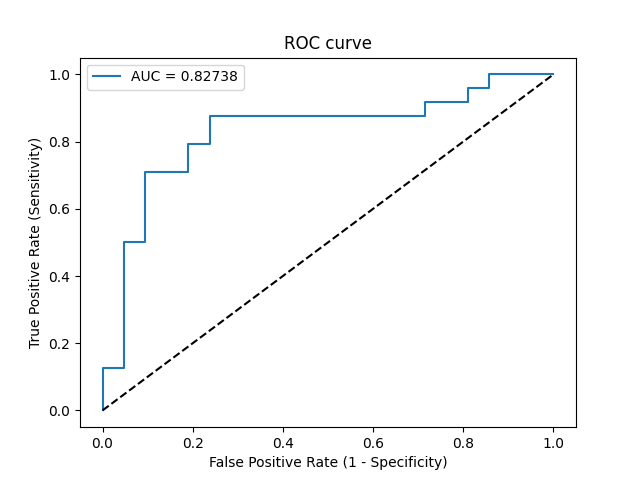 ROC curve
AUC = 0.82738
1.0
0.8
0.6
0.4
0.2
0.0
True Positive Rate (Sensitivity)
0.0 0.2 0.4 0.6 0.8 1.0
False Positive Rate (1 - Specificity)